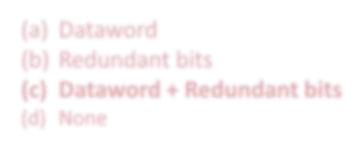 (a) Dataword
(b) Redundant bits
(c) Dataword + Redundant bits
(d) None